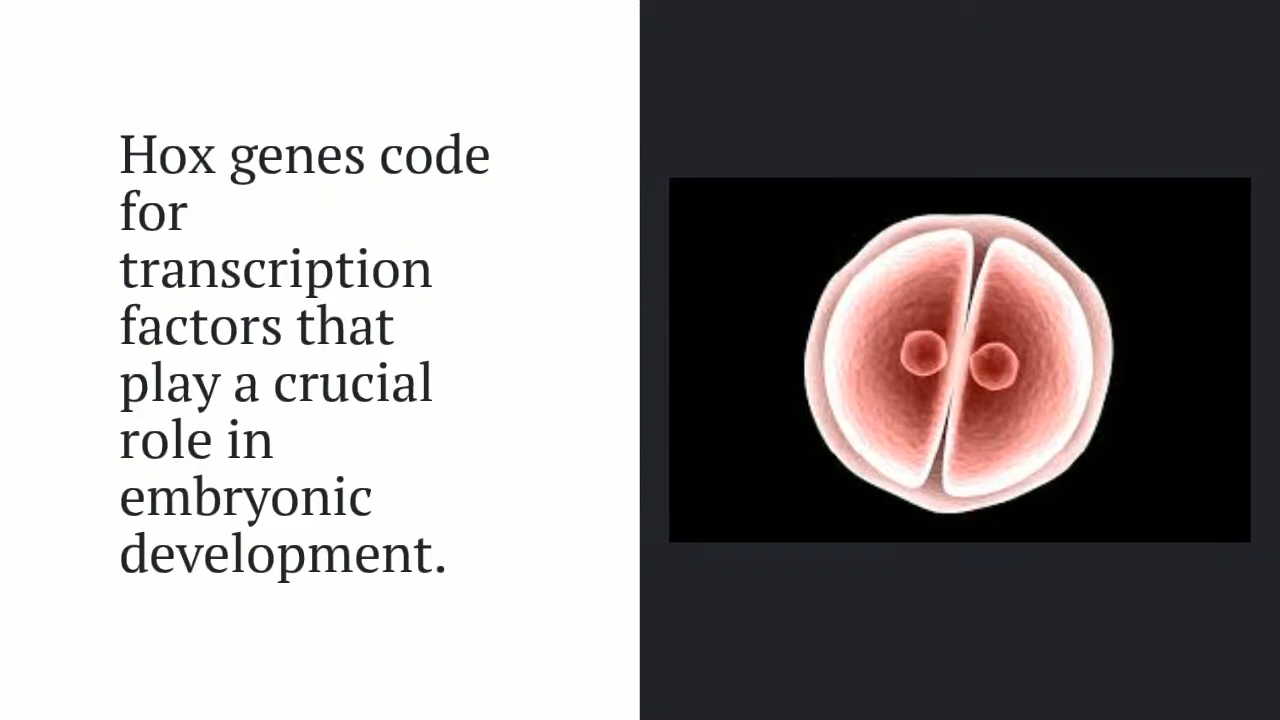 Hox genes code
for
transcription
factors that
play a crucial
role in
embryonic
development.